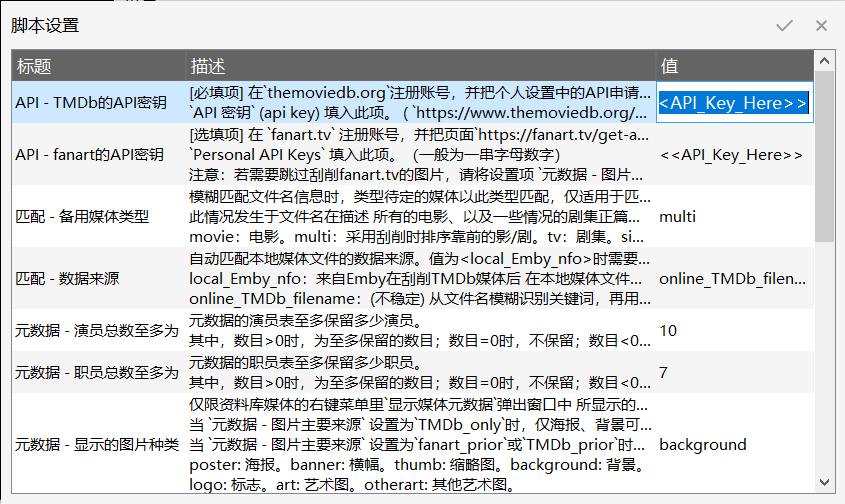 脚本设置
标题 描述 值
API - TMDb的API密钥
[必填项] 在`themoviedb.org`注册账号，并把个人设置中的API申请...
`API 密钥` (api key) 填入此项。 ( `https://www.themoviedb.org/...
<API_Key_Here>>
API - fanart的API密钥
[选填项] 在 `fanart.tv` 注册账号，并把页面`https://fanart.tv/get-a...
`Personal API Keys` 填入此项。（一般为一串字母数字）
注意：若需要跳过刮削fanart.tv的图片，请将设置项 `元数据 - 图片...
<<API_Key_Here>>
匹配 - 备用媒体类型
模糊匹配文件名信息时，类型待定的媒体以此类型匹配，仅适用于匹...
此情况发生于文件名在描述 所有的电影、以及一些情况的剧集正篇...
movie：电影。multi：采用刮削时排序靠前的影/剧。tv：剧集。si...
multi
匹配 - 数据来源
自动匹配本地媒体文件的数据来源。值为<local_Emby_nfo>时需要...
local_Emby_nfo：来自Emby在刮削TMDb媒体后 在本地媒体文件...
online_TMDb_filename：(不稳定) 从文件名模糊识别关键词，再用...
online_TMDb_filen...
元数据 - 演员总数至多为
元数据的演员表至多保留多少演员。
其中，数目>0时，为至多保留的数目；数目=0时，不保留；数目<0...
10
元数据 - 职员总数至多为
元数据的职员表至多保留多少职员。
其中，数目>0时，为至多保留的数目；数目=0时，不保留；数目<0...
7
元数据 - 显示的图片种类
仅限资料库媒体的右键菜单里`显示媒体元数据`弹出窗口中 所显示的...
当 `元数据 - 图片主要来源` 设置为`TMDb_only`时，仅海报、背景可...
当 `元数据 - 图片主要来源` 设置为`fanart_prior`或`TMDb_prior`时...
poster: 海报。banner: 横幅。thumb: 缩略图。background: 背景。
logo: 标志。art: 艺术图。otherart: 其他艺术图。
background